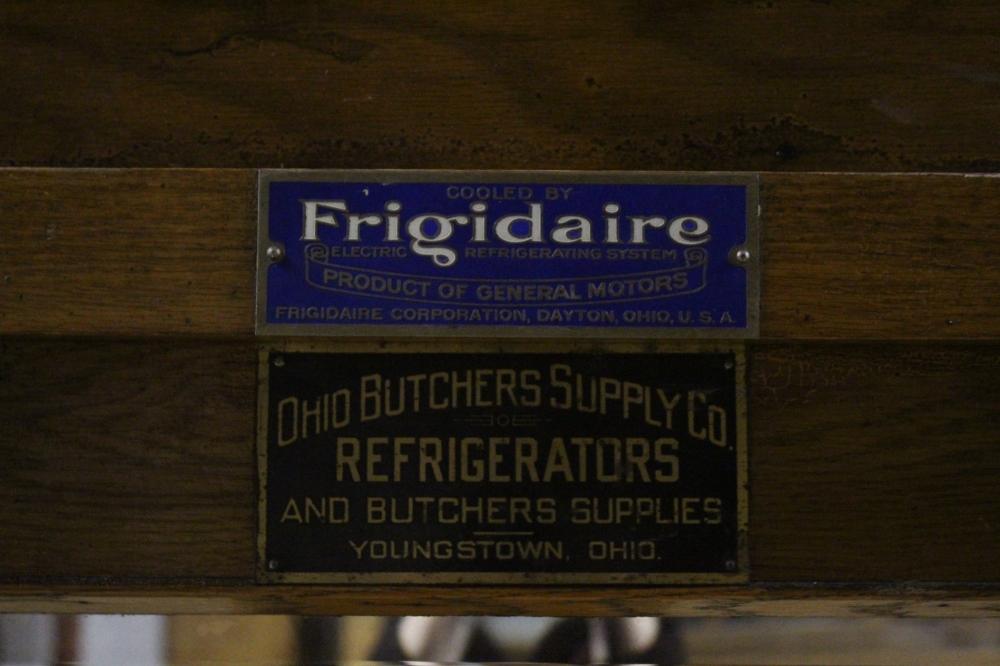 COOLED BY
Frigidaire
ELECTRIC REFRIGERATING SYSTEM
PRODUCT OF GENERAL MOTORS
FRIGIDAIRE CORPORATION, DAYTON, OHIO, U.S.A.
OHIO BUTCHERS SUPPLY CO.
REFRIGERATORS
AND BUTCHERS SUPPLIES
YOUNGSTOWN, OHIO.